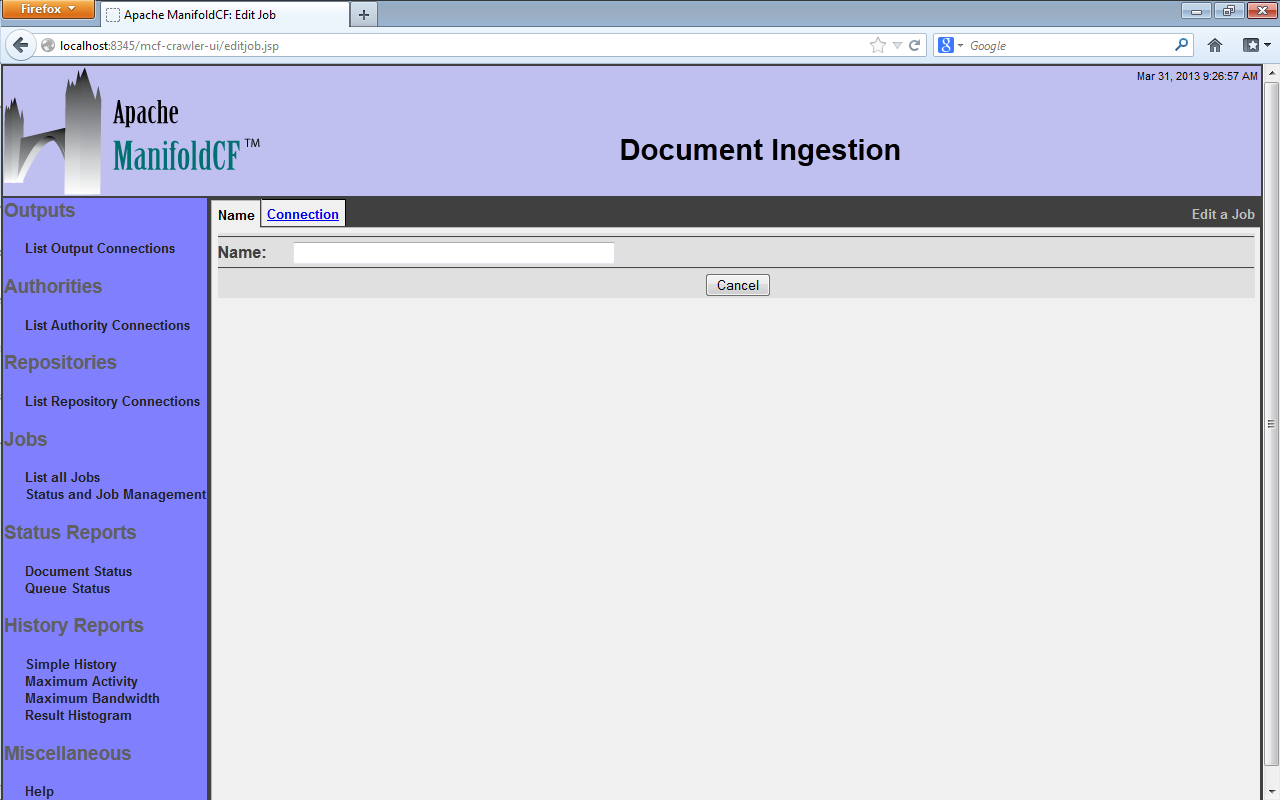 Firefox
Apache ManifoldCF: Edit Job
localhost:8345/mcf-crawler-ui/editjob.jsp
Google
Mar 31, 2013 9:26:57 AM
Apache
ManifoldCF™
Document Ingestion
Name Connection Edit a Job
Name:
Cancel
Outputs
List Output Connections
Authorities
List Authority Connections
Repositories
List Repository Connections
Jobs
List all Jobs
Status and Job Management
Status Reports
Document Status
Queue Status
History Reports
Simple History
Maximum Activity
Maximum Bandwidth
Result Histogram
Miscellaneous
Help